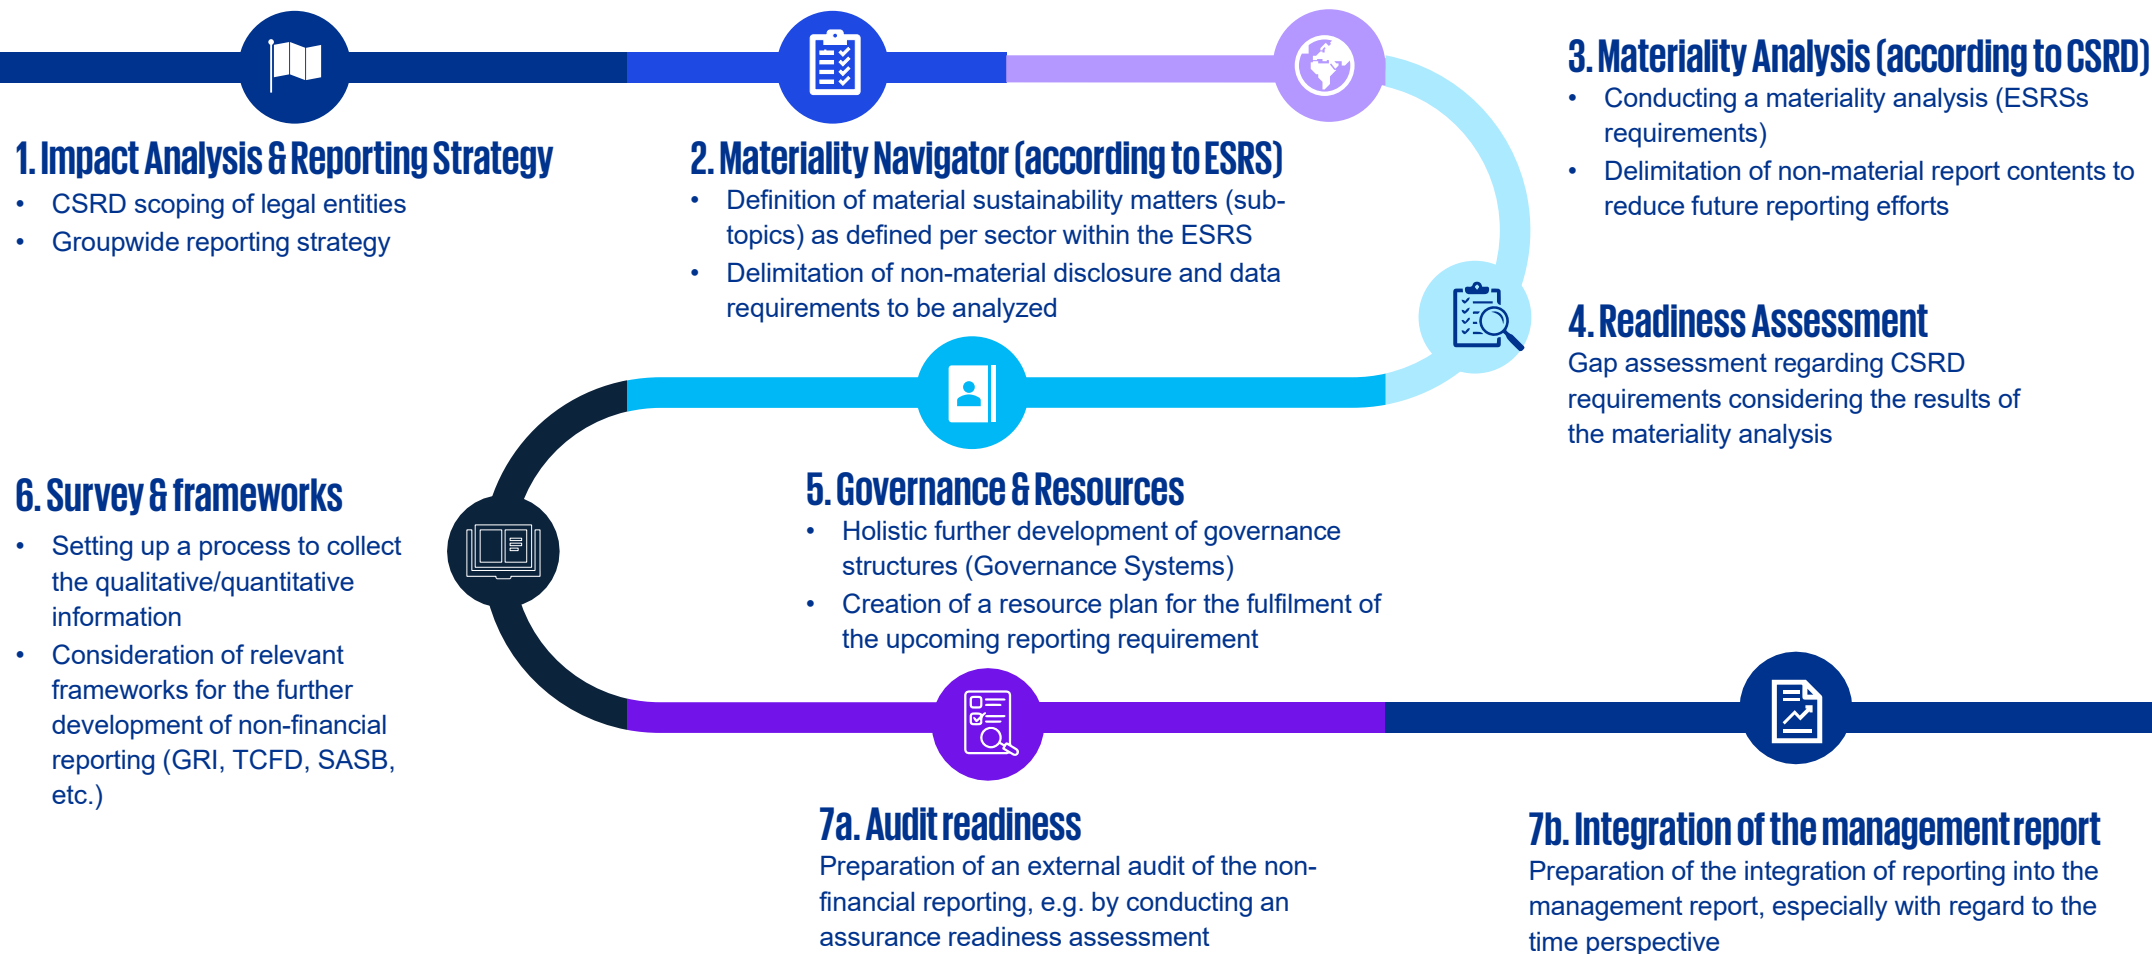 1. Impact Analysis & Reporting Strategy
• CSRD scoping of legal entities
• Groupwide reporting strategy
2. Materiality Navigator (according to ESRS)
• Definition of material sustainability matters (sub-
topics) as defined per sector within the ESRS
• Delimitation of non-material disclosure and data
requirements to be analyzed
3. Materiality Analysis (according to CSRD)
• Conducting a materiality analysis (ESRSs
requirements)
• Delimitation of non-material report contents to
reduce future reporting efforts
4. Readiness Assessment
Gap assessment regarding CSRD
requirements considering the results of
the materiality analysis
5. Governance & Resources
• Holistic further development of governance
structures (Governance Systems)
• Creation of a resource plan for the fulfilment of
the upcoming reporting requirement
6. Survey & frameworks
• Setting up a process to collect
the qualitative/quantitative
information
• Consideration of relevant
frameworks for the further
development of non-financial
reporting (GRI, TCFD, SASB,
etc.)
7a. Audit readiness
Preparation of an external audit of the non-
financial reporting, e.g. by conducting an
assurance readiness assessment
7b. Integration of the management report
Preparation of the integration of reporting into the
management report, especially with regard to the
time perspective